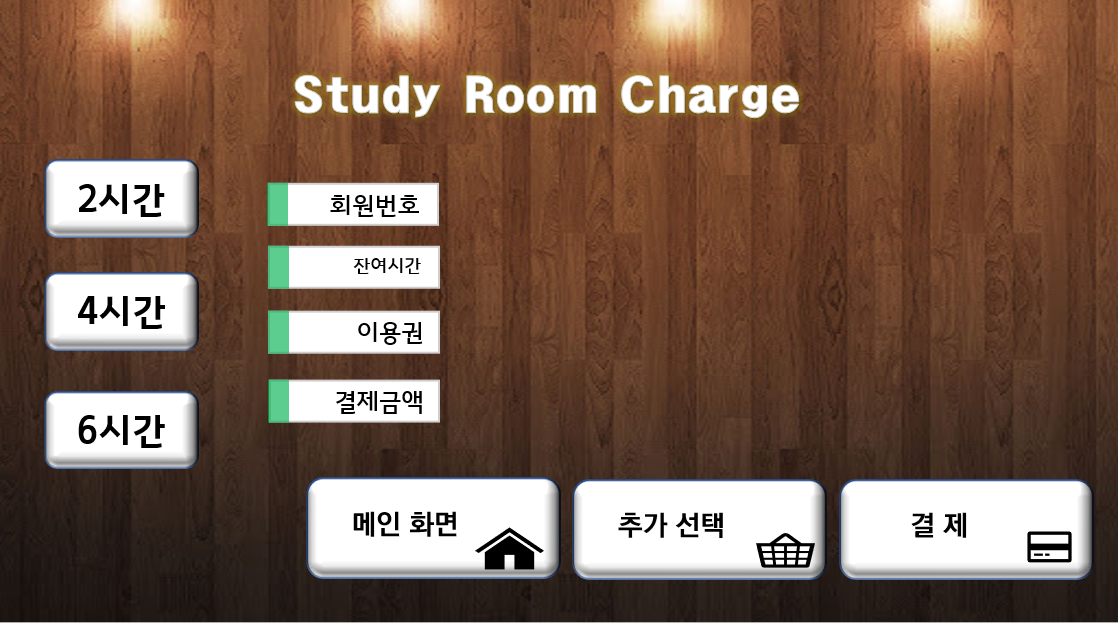 Study Room Charge
2시간
4시간
6시간
회원번호
잔여시간
이용권
결제금액
메인 화면
추가 선택
결 제